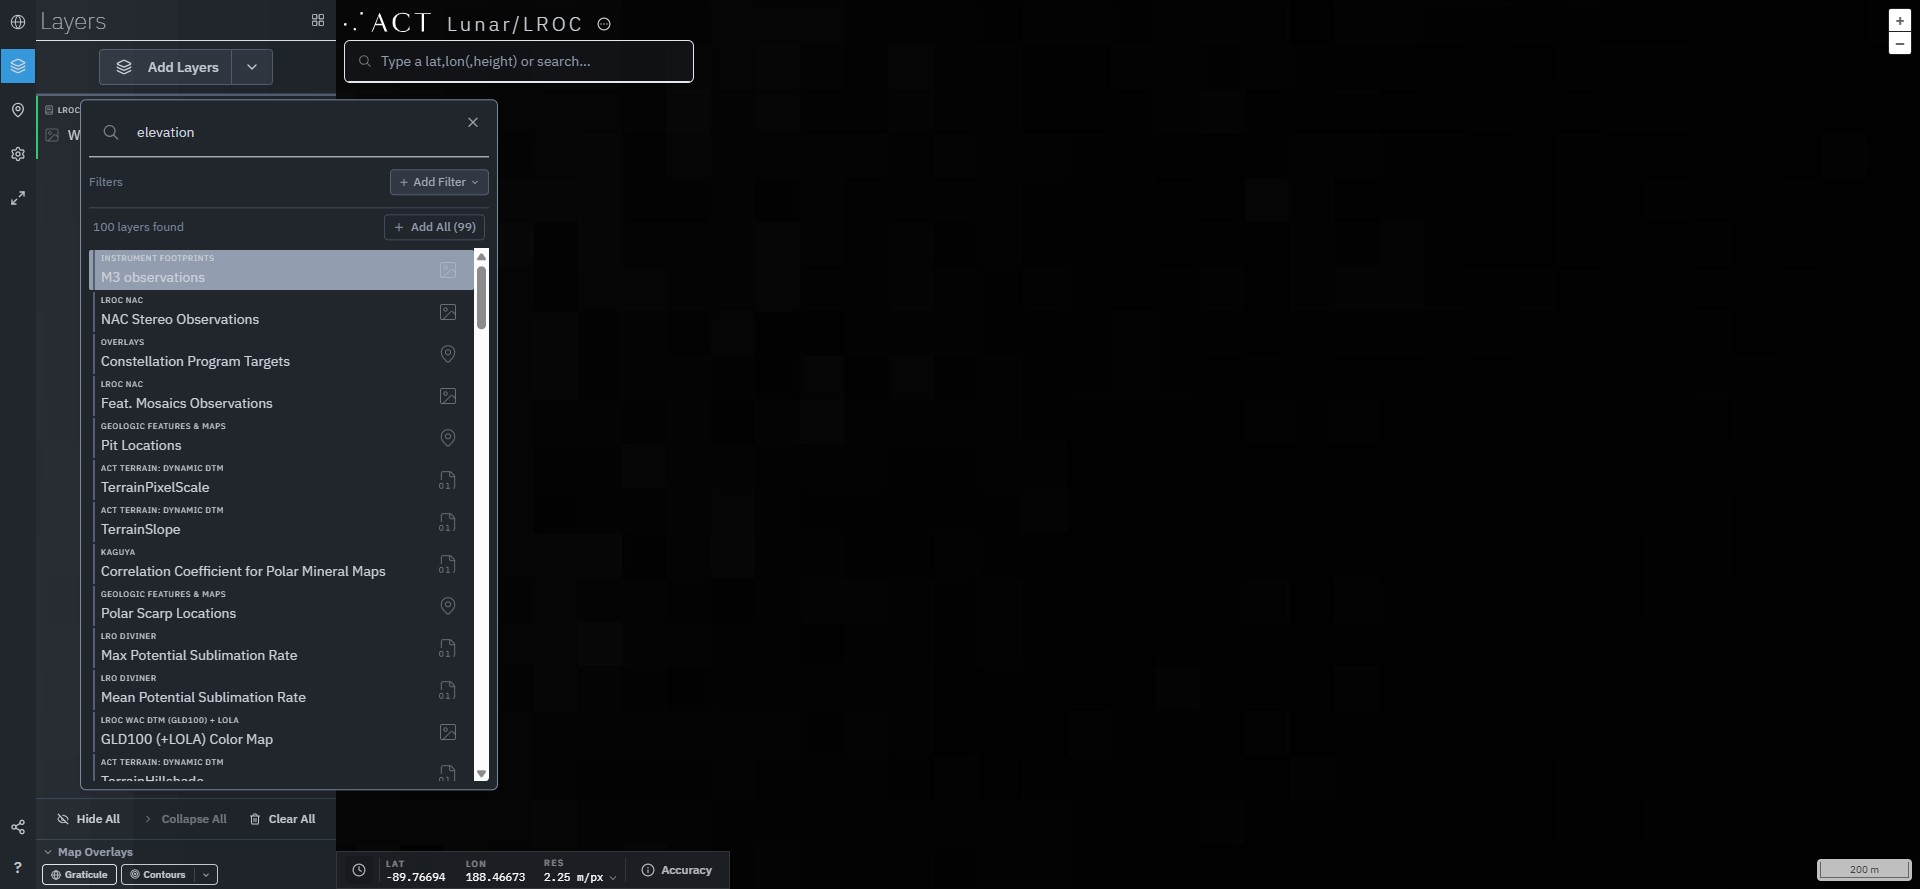 Layers
ACT Lunar/LROC
Add Layers
Type a lat,lon(,height) or search...
LROC
W
elevation
Filters
Add Filter
100 layers found
Add All (99)
INSTRUMENT FOOTPRINTS
M3 observations
LROC NAC
NAC Stereo Observations
OVERLAYS
Constellation Program Targets
LROC NAC
Feat. Mosaics Observations
GEOLOGIC FEATURES & MAPS
Pit Locations
ACT TERRAIN: DYNAMIC DTM
TerrainPixelScale
ACT TERRAIN: DYNAMIC DTM
TerrainSlope
KAGUYA
Correlation Coefficient for Polar Mineral Maps
GEOLOGIC FEATURES & MAPS
Polar Scarp Locations
LRO DIVINER
Max Potential Sublimation Rate
LRO DIVINER
Mean Potential Sublimation Rate
LROC WAC DTM (GLD100) + LOLA
GLD100 (+LOLA) Color Map
ACT TERRAIN: DYNAMIC DTM
TerrainHillshade
Hide All
Collapse All
Clear All
Map Overlays
Graticule
Contours
LAT LON RES
-89.76694 188.46673 2.25 m/px
Accuracy
200 m